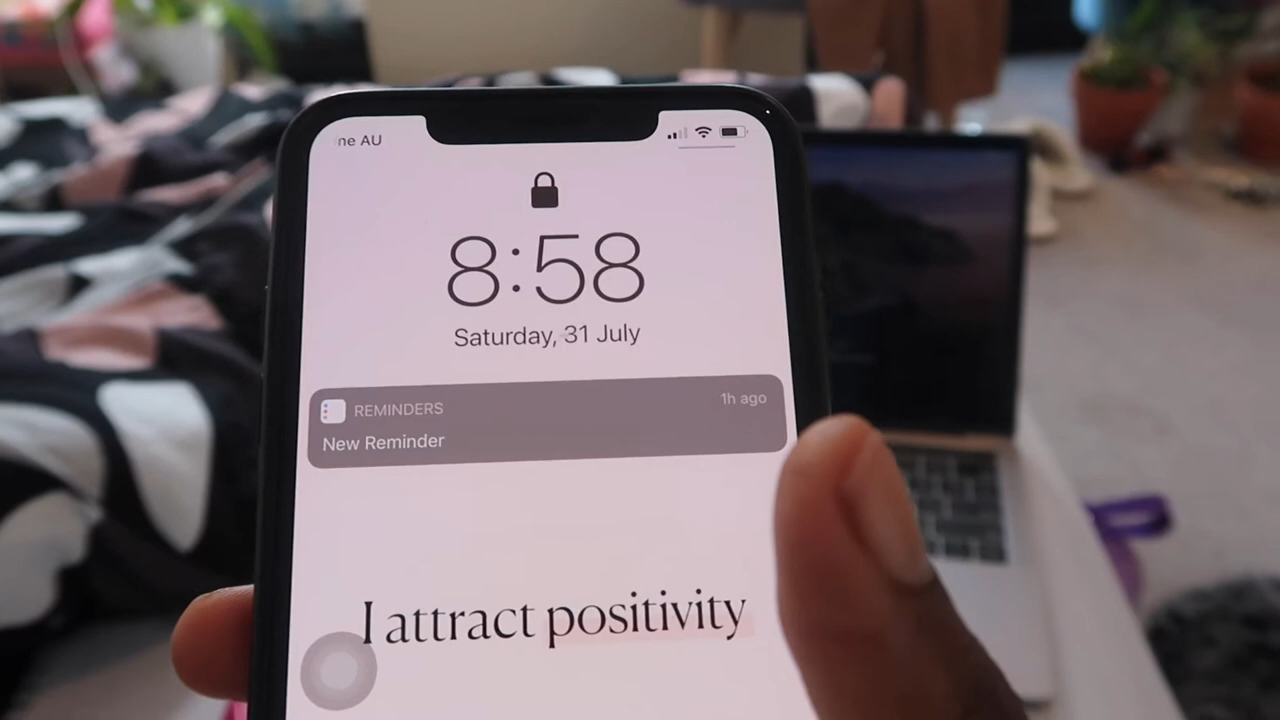 ne AU
8:58
Saturday, 31 July
REMINDERS
1h ago
New Reminder
I attract positivity